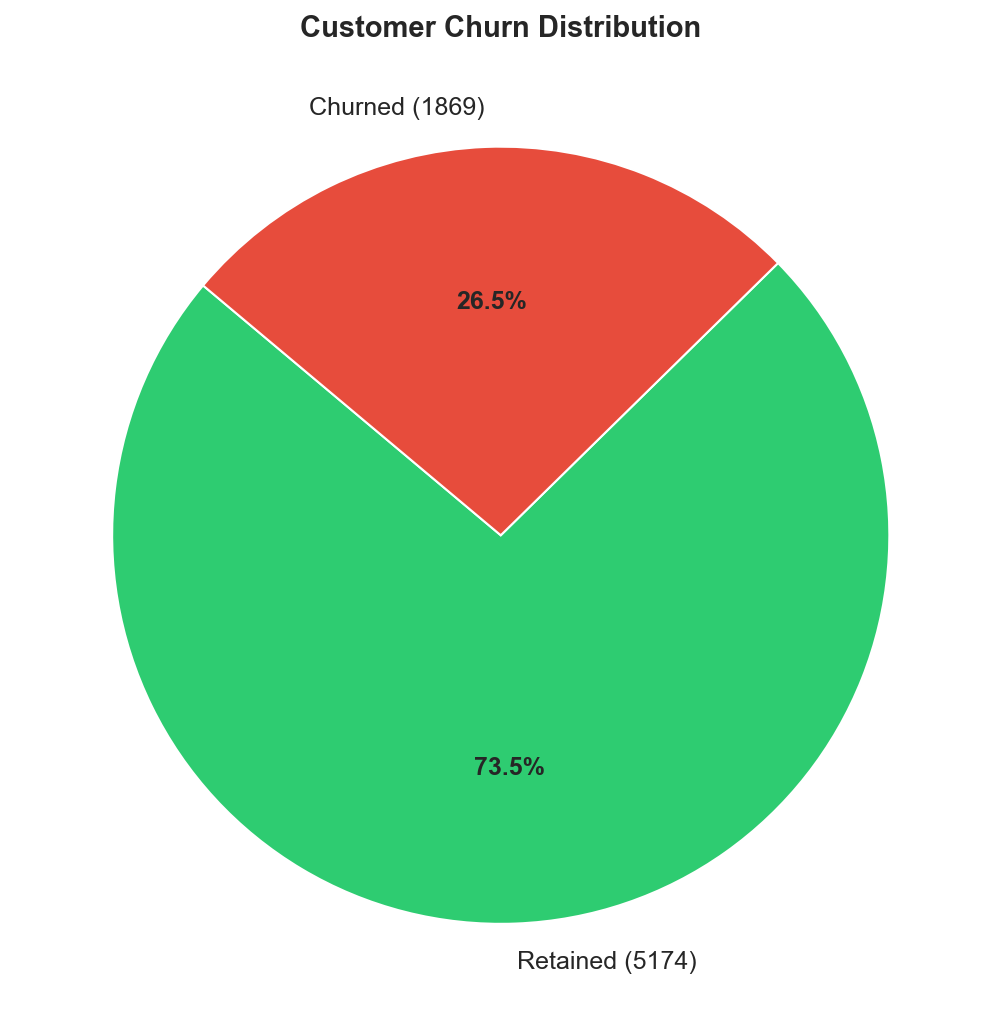 Customer Churn Distribution
Churned (1869)
26.5%
73.5%
Retained (5174)